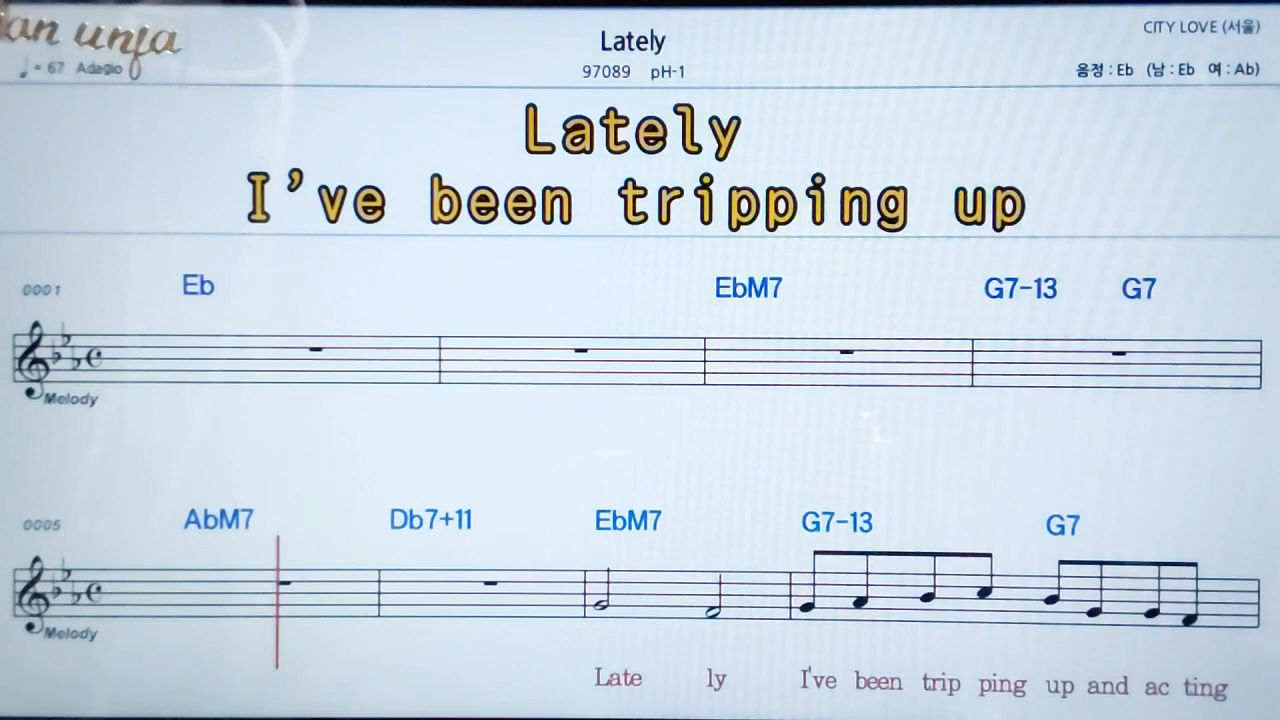 an unja
Lately
CITY LOVE (서울)
♩ = 67 Adagio
97089 pH-1
음정 : Eb (남 : Eb 여 : Ab)
Lately
I've been tripping up
0001 Eb EbM7 G7-13 G7
Melody
0005 AbM7 Db7+11 EbM7 G7-13 G7
Melody
Late ly I've been trip ping up and ac ting